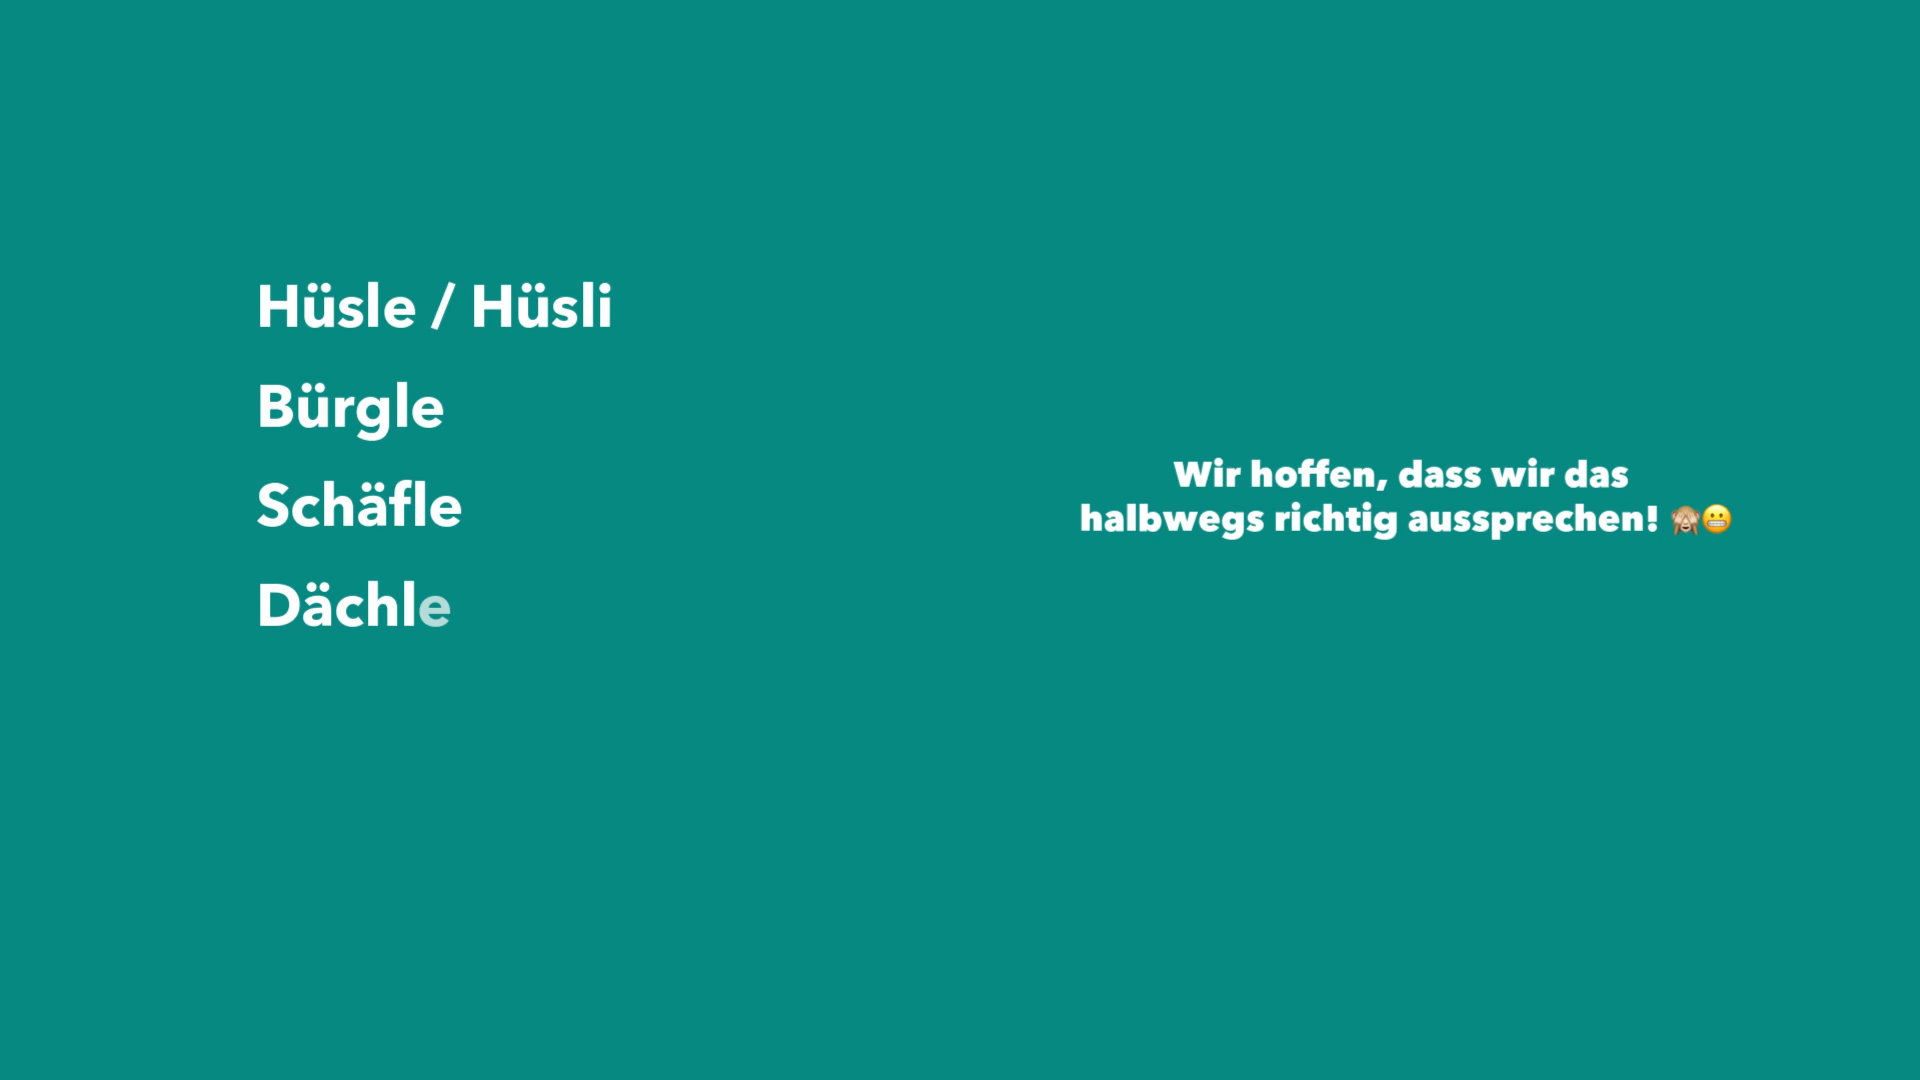 Hüsle / Hüsli
Bürgle
Schäfle
Dächle
Wir hoffen, dass wir das
halbwegs richtig aussprechen! 🙈😬